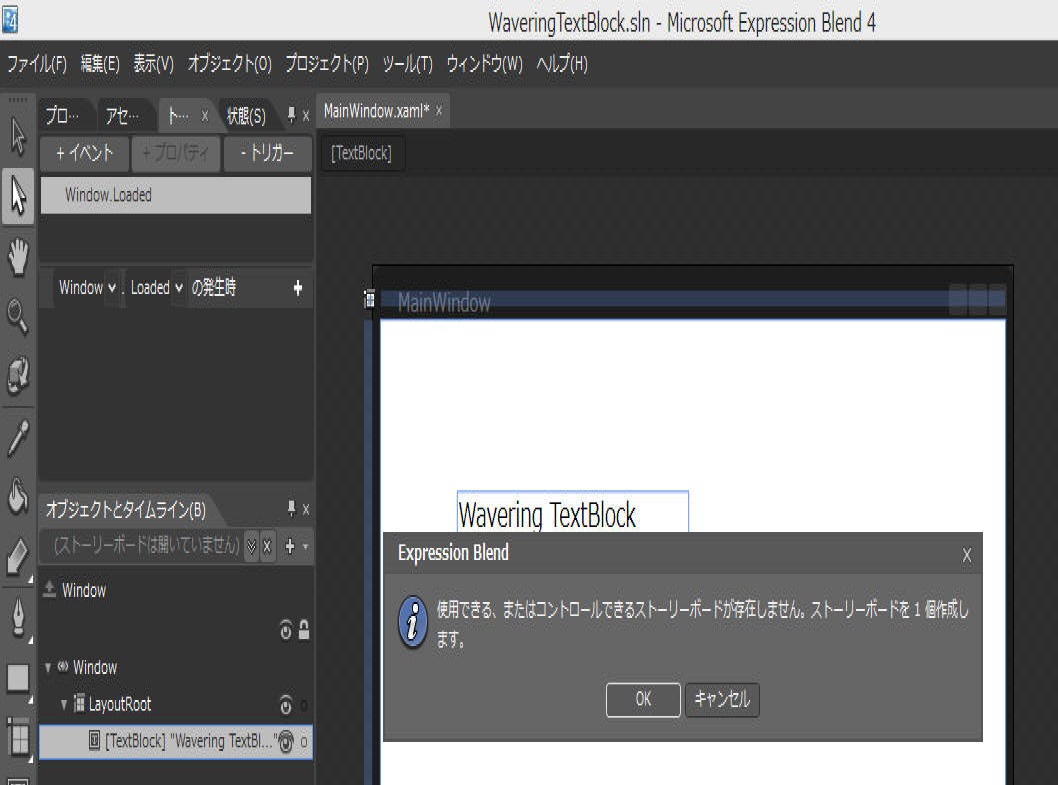 WaveringTextBlock.sln - Microsoft Expression Blend 4
ファイル(F) 編集(E) 表示(V) オブジェクト(O) プロジェクト(P) ツール(T) ウィンドウ(W) ヘルプ(H)
プロ… アセ… ト… × 状態(S) ×
MainWindow.xaml* ×
+ イベント + プロパティ - トリガー
[TextBlock]
Window.Loaded
Window . Loaded の発生時 +
MainWindow
オブジェクトとタイムライン(B) ×
(ストーリーボードは開いていません) × +
Wavering TextBlock
Window
Window
LayoutRoot
[TextBlock] "Wavering TextBl..."
Expression Blend ×
使用できる、またはコントロールできるストーリーボードが存在しません。ストーリーボードを 1 個作成し
ます。
OK キャンセル